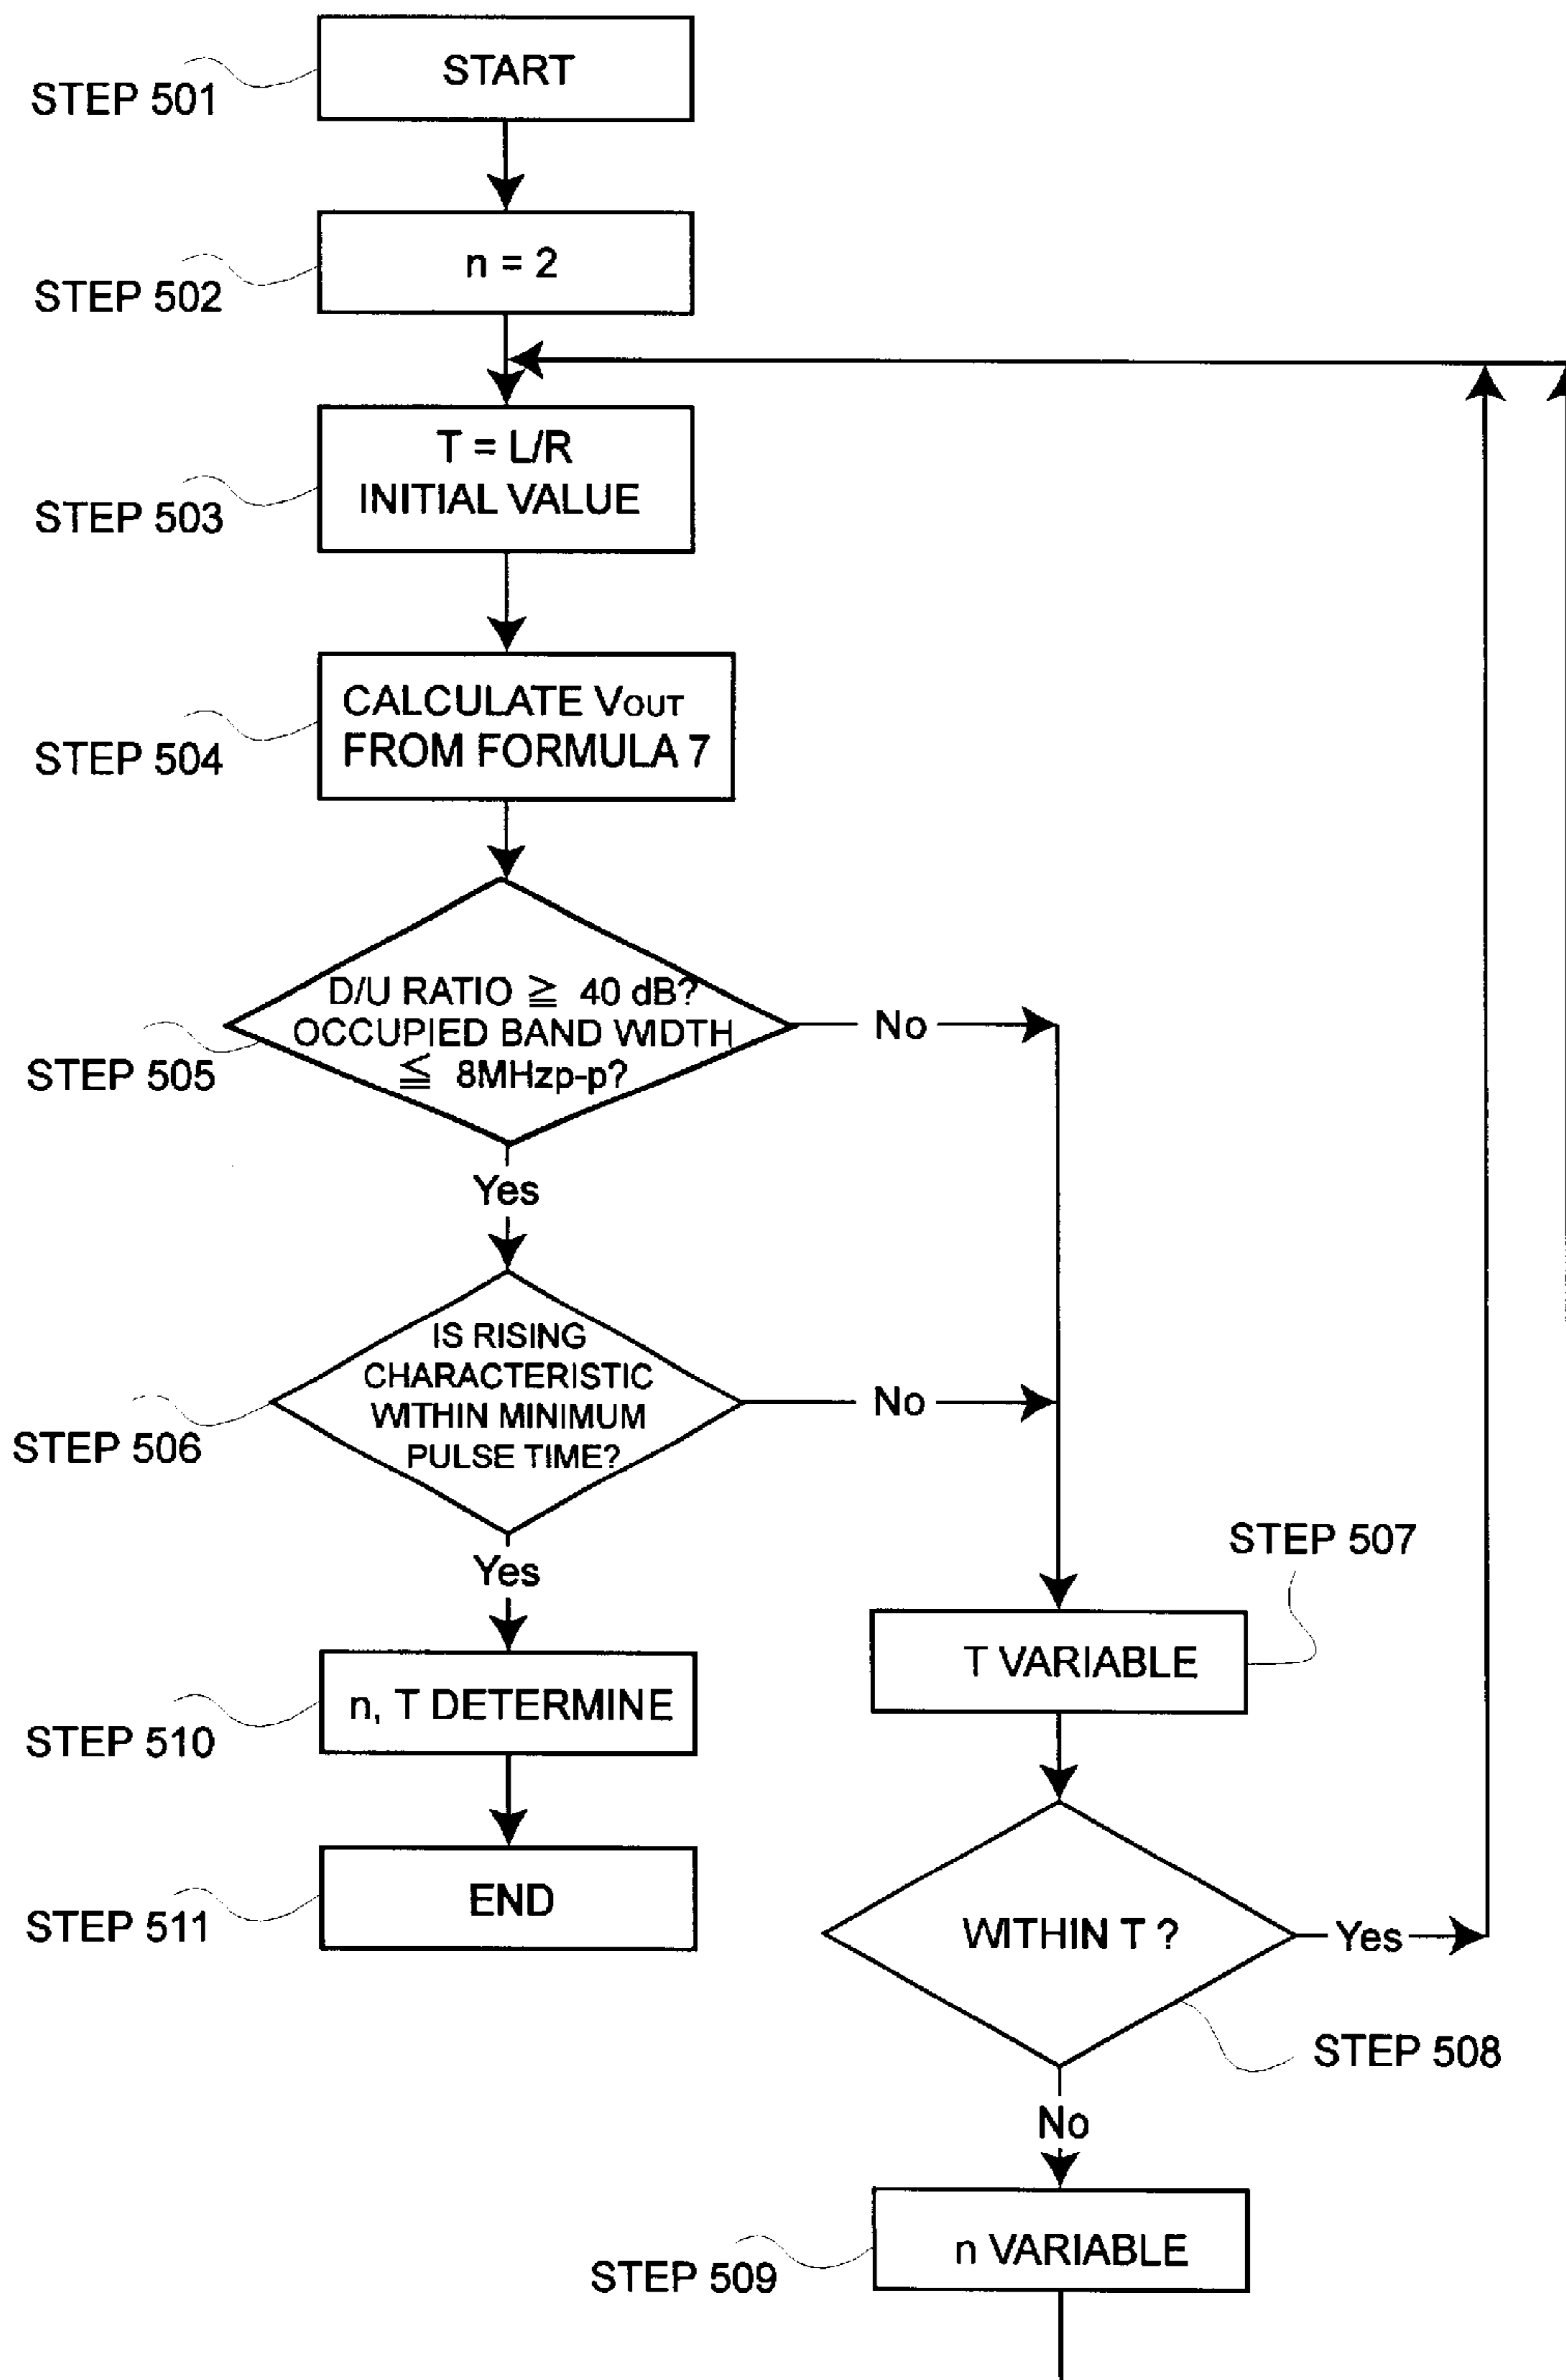 START
STEP 501
n = 2
STEP 502
T = L/R
INITIAL VALUE
STEP 503
CALCULATE VOUT
FROM FORMULA 7
STEP 504
D/U RATIO ≧ 40 dB?
OCCUPIED BAND WIDTH
≦ 8MHzp-p?
No
STEP 505
Yes
IS RISING
CHARACTERISTIC
WITHIN MINIMUM
PULSE TIME?
No
STEP 506
Yes
STEP 507
T VARIABLE
n, T DETERMINE
STEP 510
END
STEP 511
WITHIN T ?
Yes
STEP 508
No
n VARIABLE
STEP 509